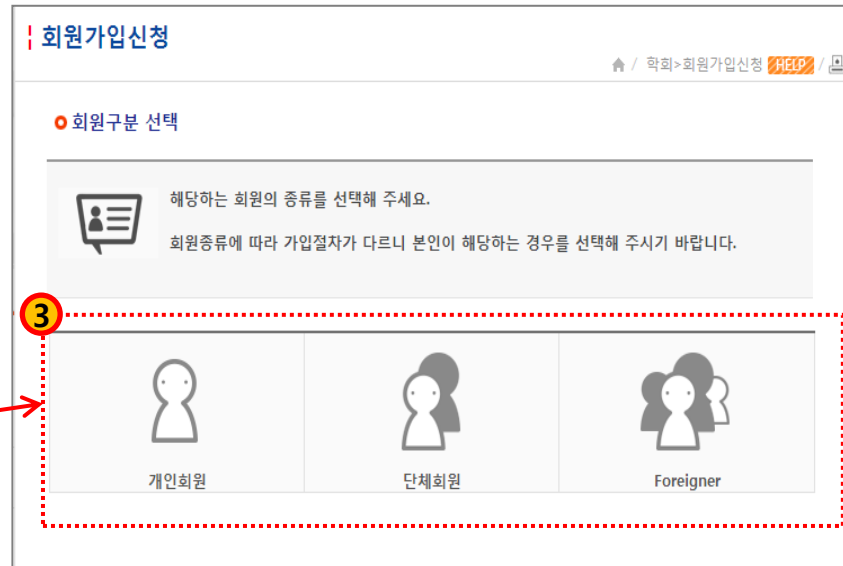 회원가입신청
/ 학회>회원가입신청 HELP /
회원구분 선택
해당하는 회원의 종류를 선택해 주세요.
회원종류에 따라 가입절차가 다르니 본인이 해당하는 경우를 선택해 주시기 바랍니다.
3
개인회원 단체회원 Foreigner